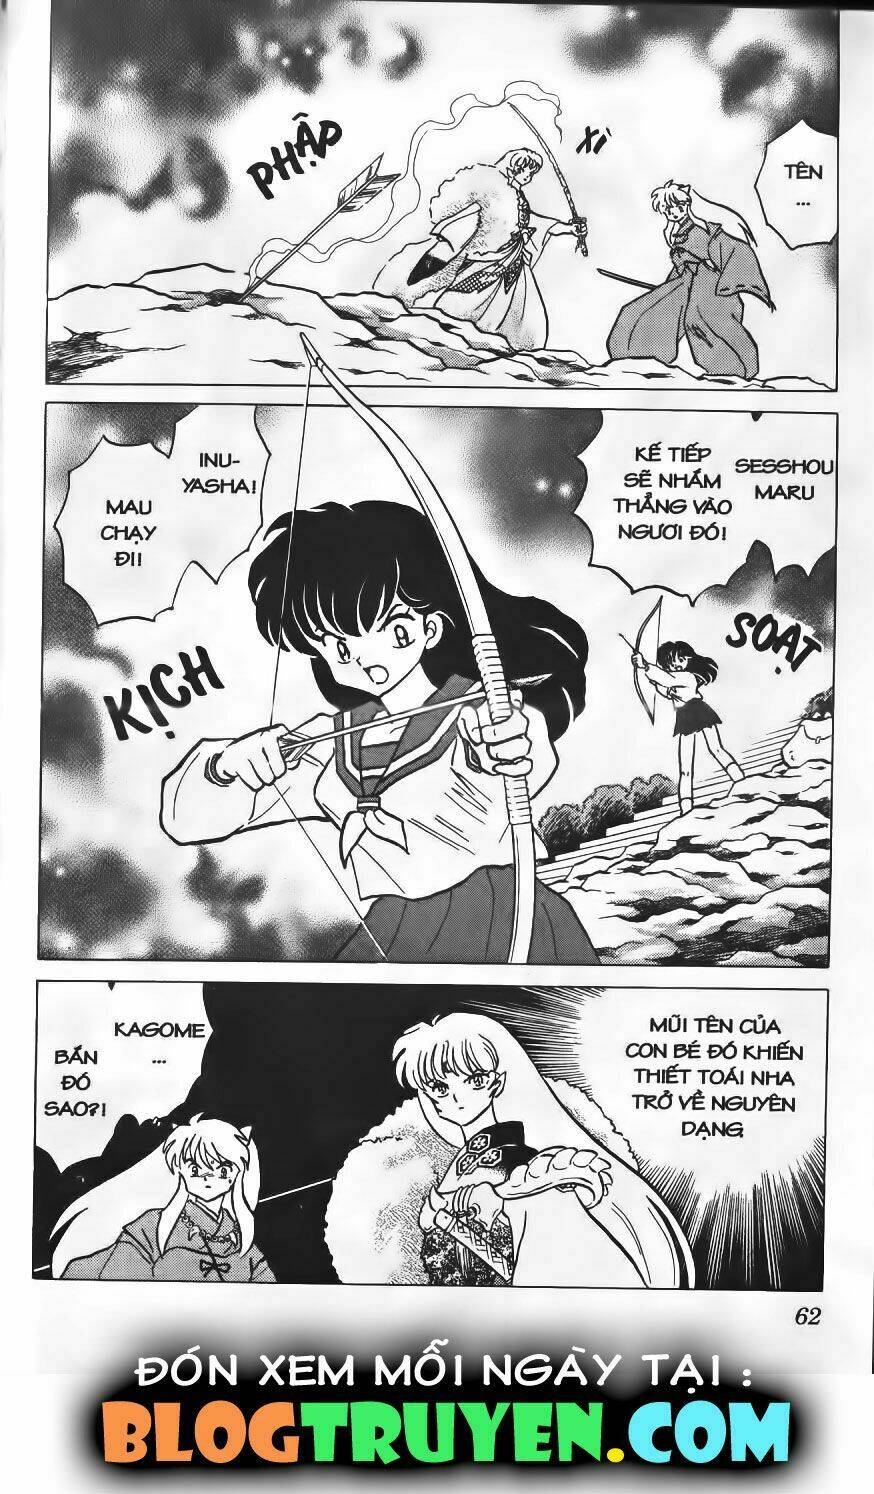 PHẬP
XÌ
TÊN
...
INU-
YASHA!
MAU
CHẠY
ĐI!
SESSHOU
MARU
KẾ TIẾP
SẼ NHẮM
THẲNG VÀO
NGƯƠI ĐÓ!
SOẠT
KỊCH
KAGOME
...
BẮN
ĐÓ
SAO?!
MŨI TÊN CỦA
CON BÉ ĐÓ KHIẾN
THIẾT TOÁI NHA
TRỞ VỀ NGUYÊN
DẠNG
62
ĐÓN XEM MỖI NGÀY TẠI :
BLOGTRUYEN.COM